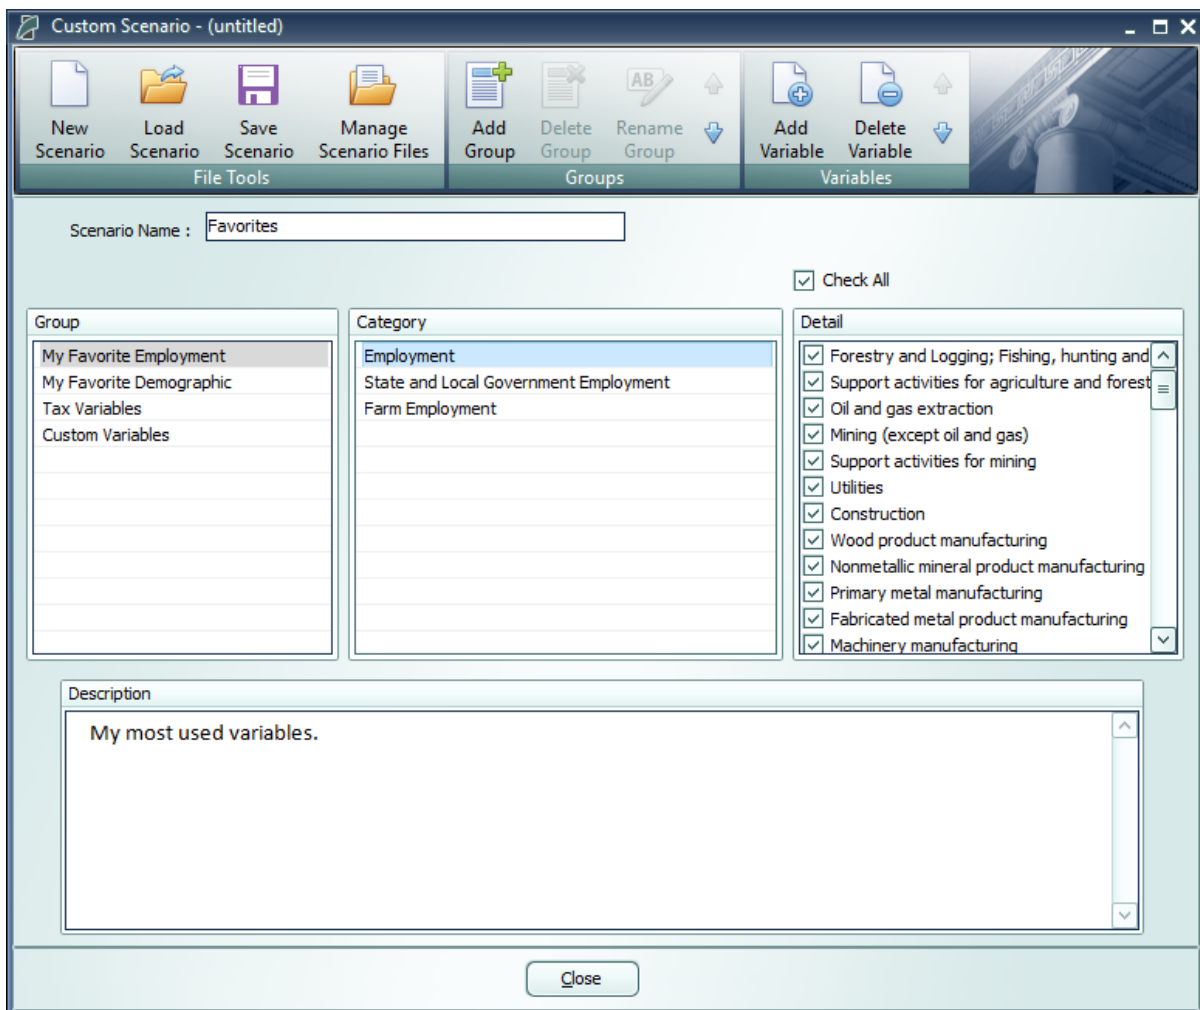 Custom Scenario - (untitled)
New Scenario
Load Scenario
Save Scenario
Manage Scenario Files
File Tools
Add Group
Delete Group
AB
Rename Group
Groups
Add Variable
Delete Variable
Variables
Scenario Name : Favorites
Check All
Group
My Favorite Employment
My Favorite Demographic
Tax Variables
Custom Variables
Category
Employment
State and Local Government Employment
Farm Employment
Detail
Forestry and Logging; Fishing, hunting and
Support activities for agriculture and forest
Oil and gas extraction
Mining (except oil and gas)
Support activities for mining
Utilities
Construction
Wood product manufacturing
Nonmetallic mineral product manufacturing
Primary metal manufacturing
Fabricated metal product manufacturing
Machinery manufacturing
Description
My most used variables.
Close